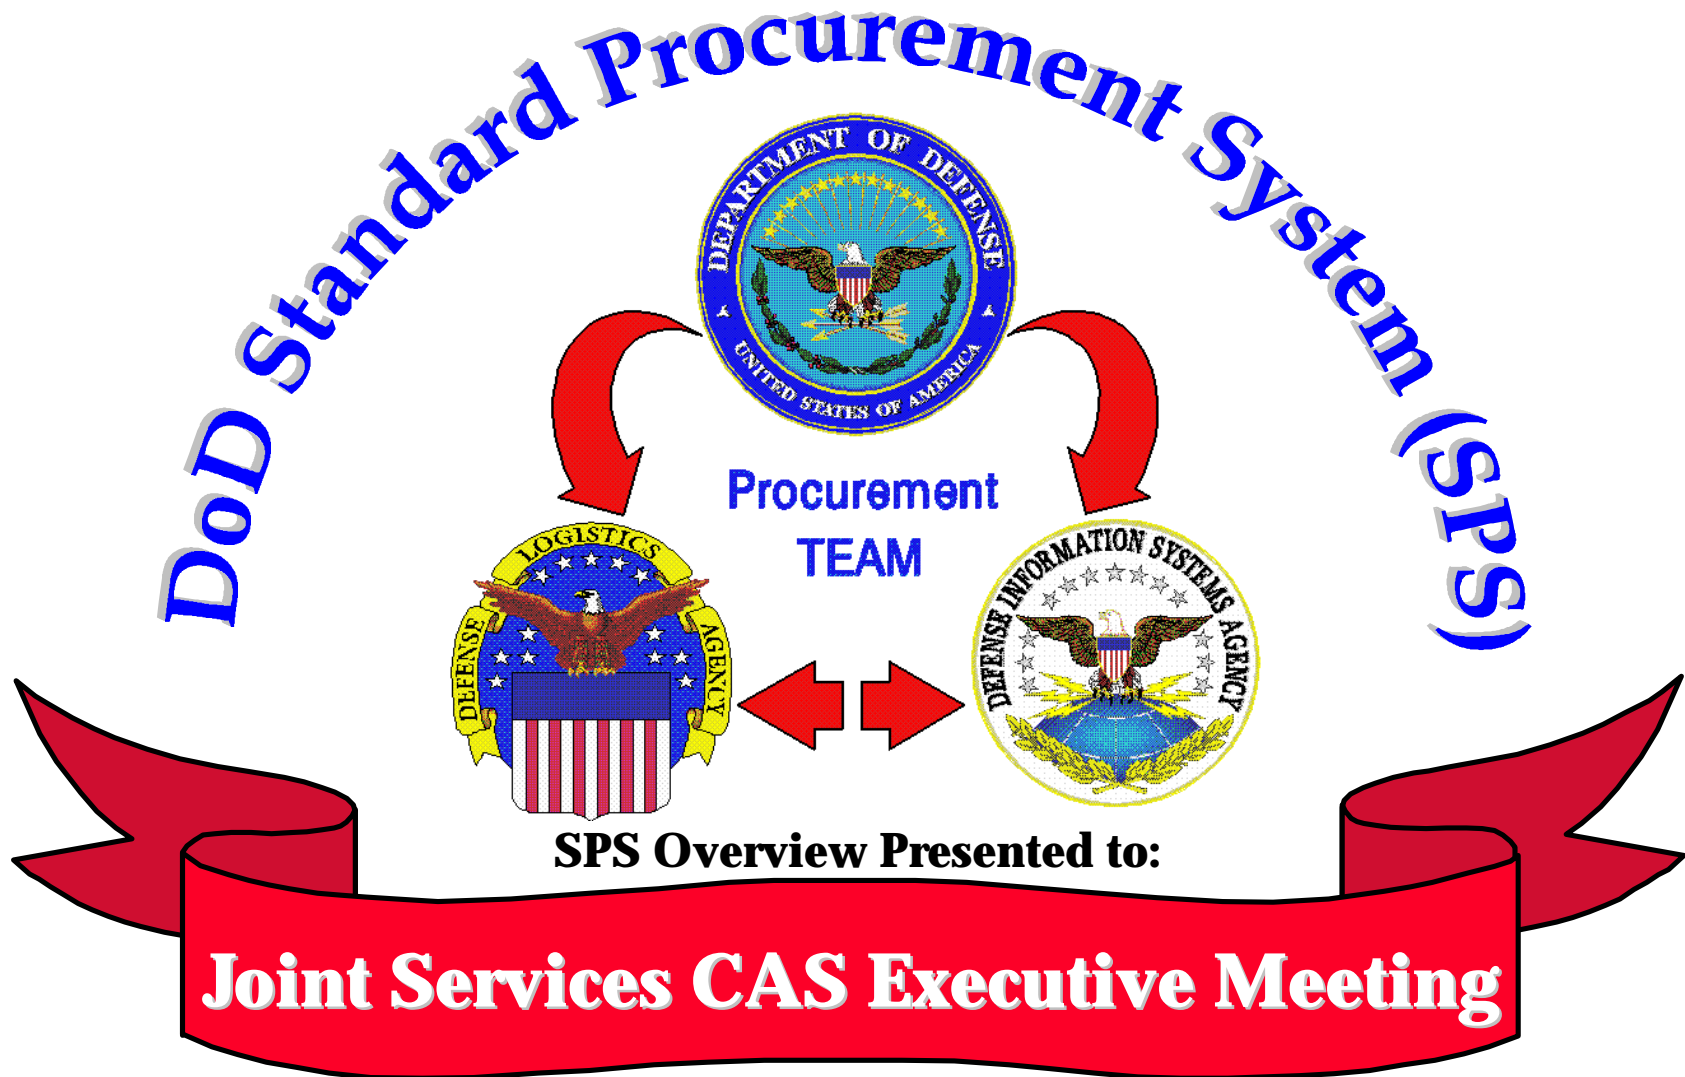 DoD Standard Procurement System (SPS)
DEPARTMENT OF DEFENSE
UNITED STATES OF AMERICA
Procurement
TEAM
DEFENSE LOGISTICS AGENCY
DEFENSE INFORMATION SYSTEMS AGENCY
SPS Overview Presented to:
Joint Services CAS Executive Meeting